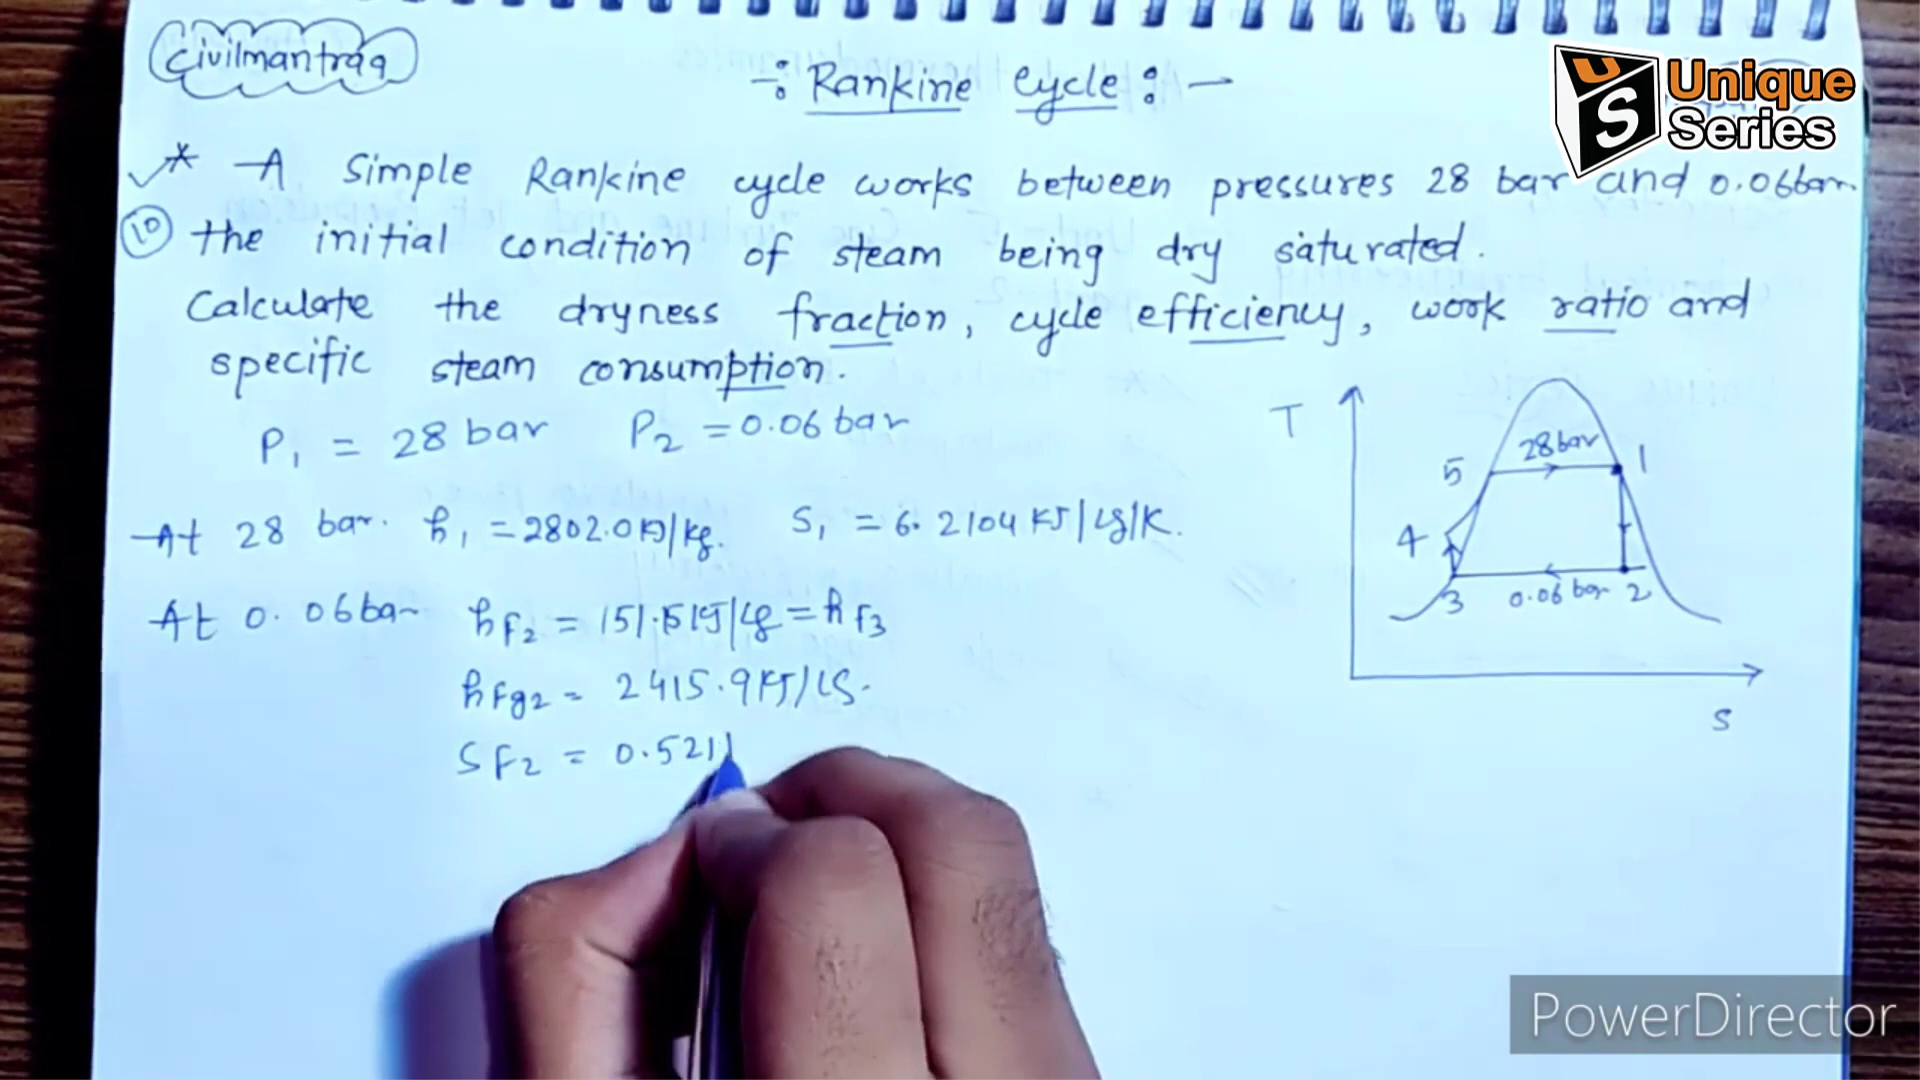 Civilmantraa
-: Rankine Cycle :-
Unique
Series
US
* A Simple Rankine cycle works between pressures 28 bar and 0.06 bar
10 the initial condition of steam being dry saturated.
Calculate the dryness fraction, cycle efficiency, work ratio and
specific steam consumption.
P1 = 28 bar P2 = 0.06 bar
At 28 bar. h1 = 2802.0 KJ/kg. S1 = 6.2104 KJ/kg/K.
At 0.06 bar hF2 = 151.5 KJ/kg = hF3
hFg2 = 2415.9 KJ/kg.
SF2 = 0.521
T
28 bar
5
1
4
3
0.06 bar
2
S
PowerDirector